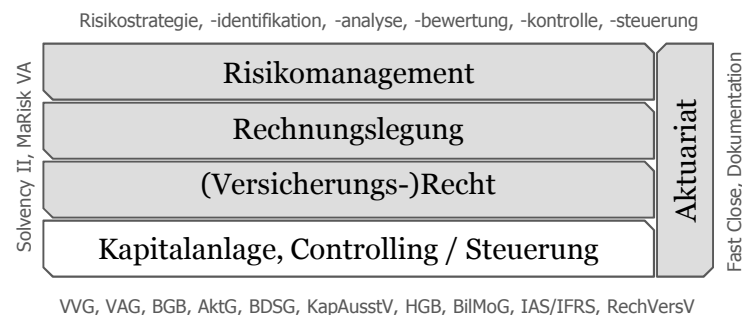 Risikostrategie, -identifikation, -analyse, -bewertung, -kontrolle, -steuerung
Solvency II, MaRisk VA
Risikomanagement
Rechnungslegung
(Versicherungs-)Recht
Kapitalanlage, Controlling / Steuerung
Aktuariat
Fast Close, Dokumentation
VVG, VAG, BGB, AktG, BDSG, KapAusstV, HGB, BilMoG, IAS/IFRS, RechVersV